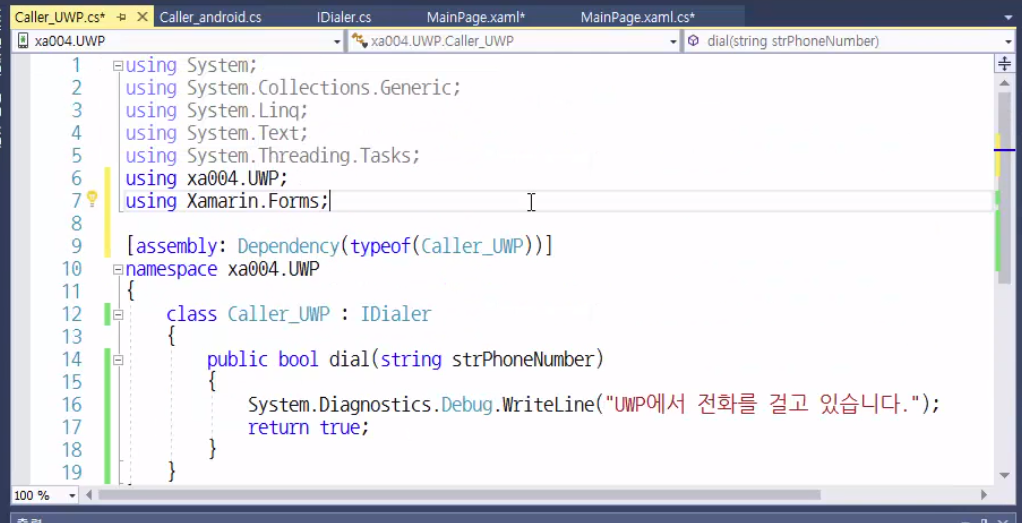 Caller_UWP.cs* Caller_android.cs IDialer.cs MainPage.xaml* MainPage.xaml.cs*
xa004.UWP xa004.UWP.Caller_UWP dial(string strPhoneNumber)
1 using System;
2 using System.Collections.Generic;
3 using System.Linq;
4 using System.Text;
5 using System.Threading.Tasks;
6 using xa004.UWP;
7 using Xamarin.Forms;
8
9 [assembly: Dependency(typeof(Caller_UWP))]
10 namespace xa004.UWP
11 {
12 class Caller_UWP : IDialer
13 {
14 public bool dial(string strPhoneNumber)
15 {
16 System.Diagnostics.Debug.WriteLine("UWP에서 전화를 걸고 있습니다.");
17 return true;
18 }
19 }
100 %